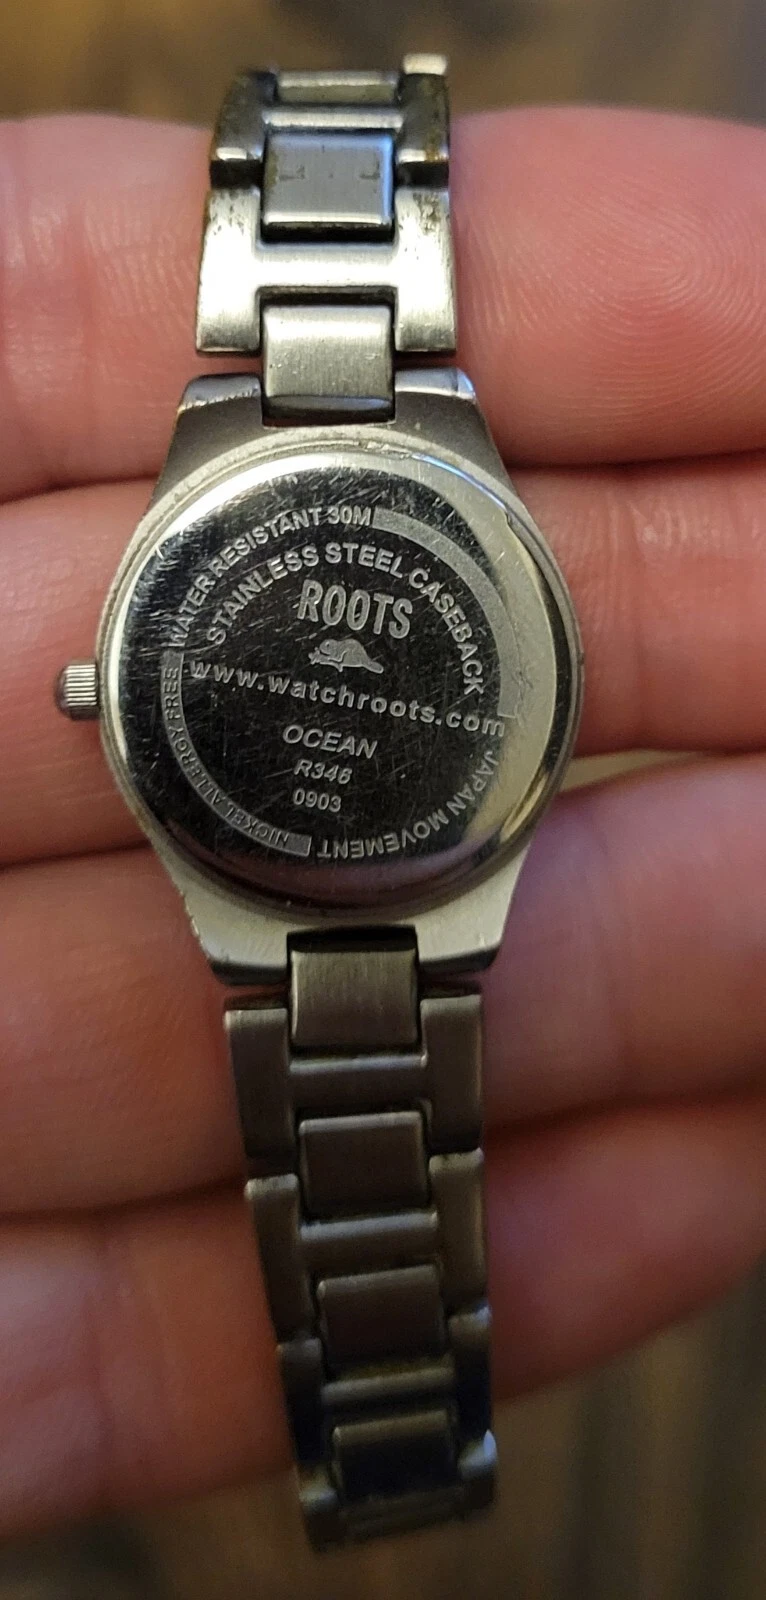 WATER RESISTANT 30M
STAINLESS STEEL CASEBACK
ROOTS
www.watchroots.com
OCEAN
R346
0903
JAPAN MOVEMENT
NICKEL ALLERGY FREE